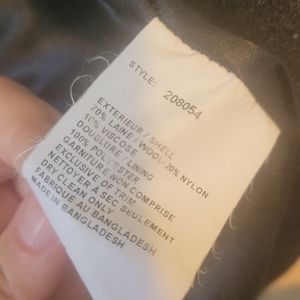 STYLE: 208054
EXTERIEUR / SHELL
70% LAINE / WOOL 20% NYLON
10% VISCOSE
DOUBLURE / LINING
100% POLYESTER
GARNITURE NON COMPRISE
EXCLUSIVE OF TRIM
NETTOYER A SEC SEULEMENT
DRY CLEAN ONLY
FABRIQUE AU BANGLADESH
MADE IN BANGLADESH